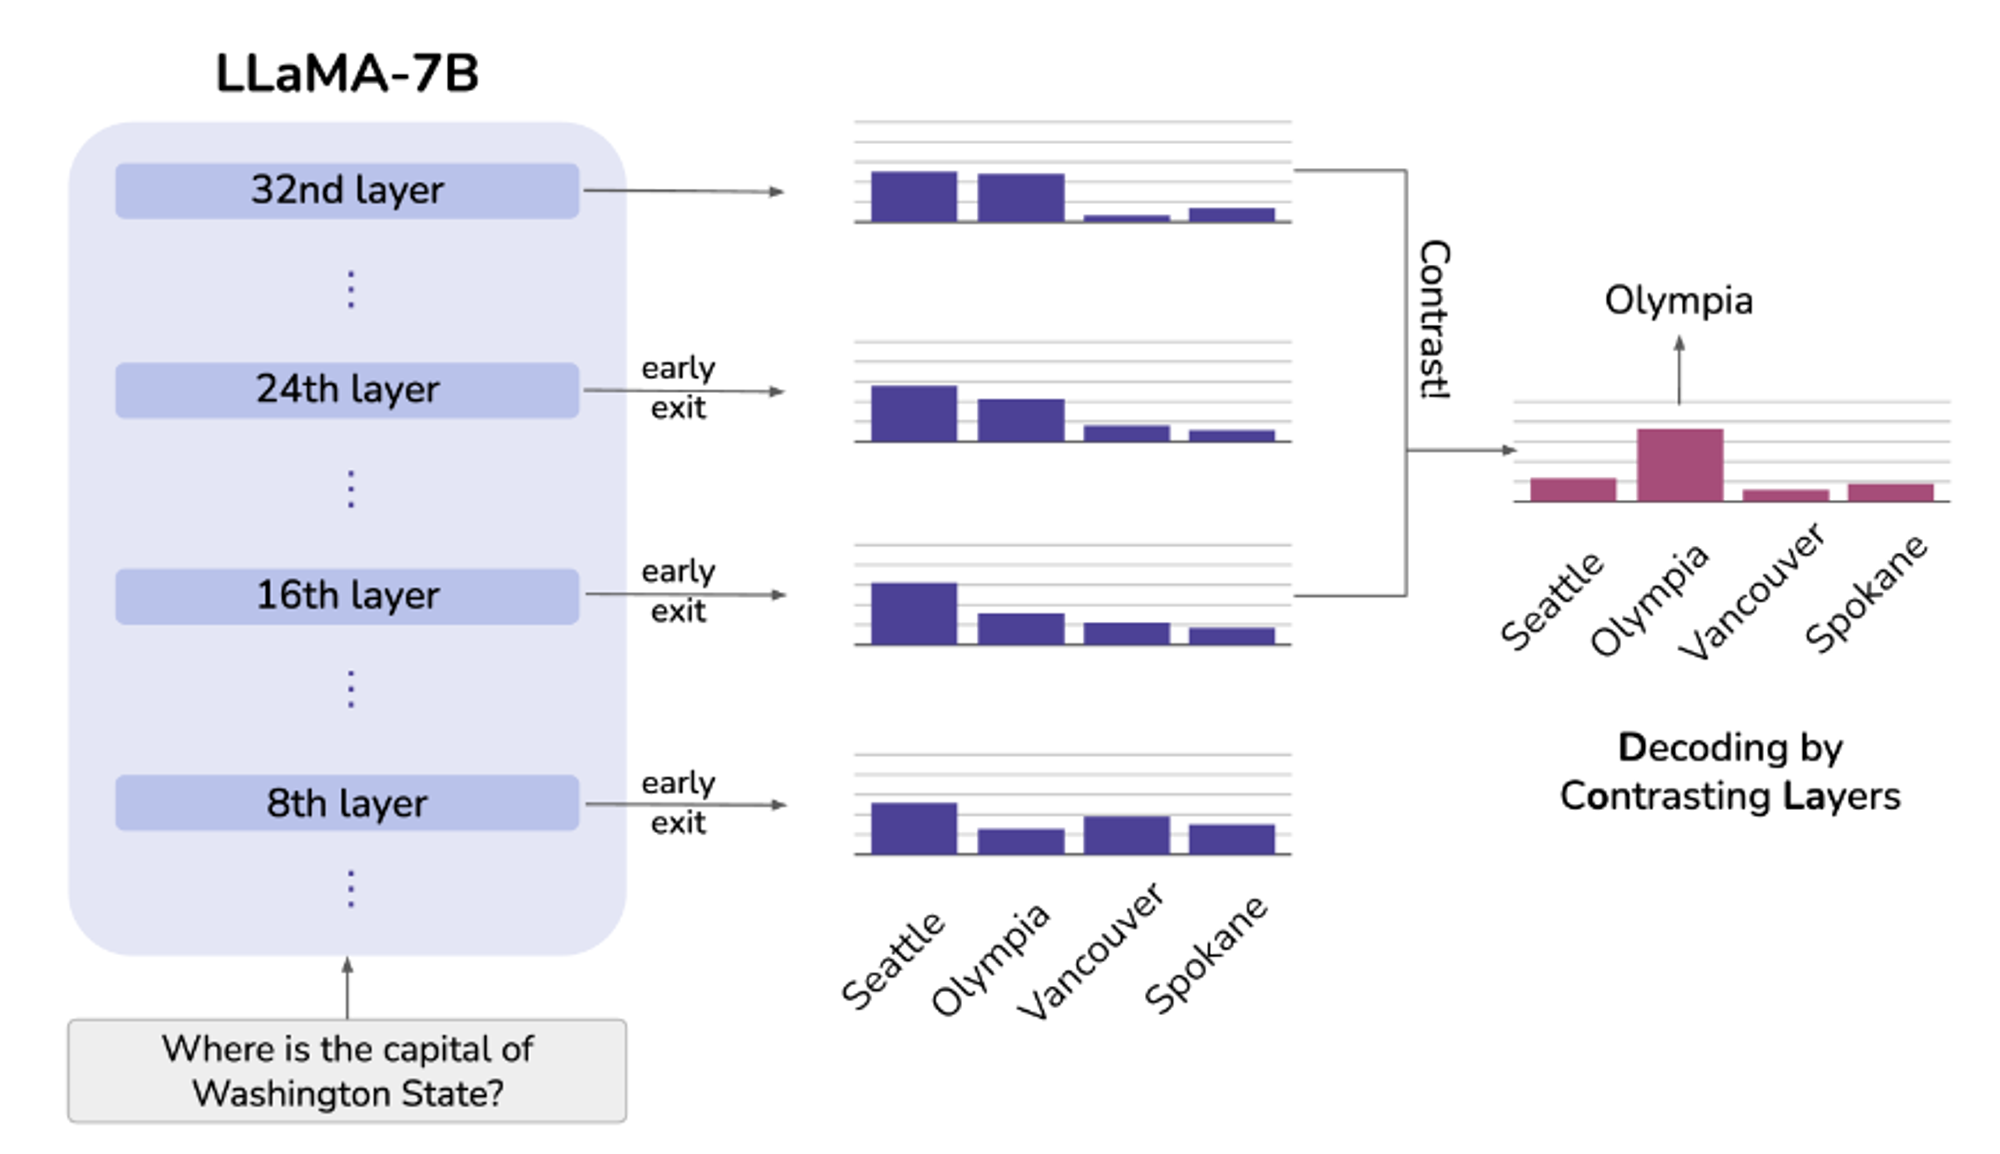 LLaMA-7B
32nd layer
24th layer
early
exit
16th layer
early
exit
8th layer
early
exit
Where is the capital of
Washington State?
Seattle
Olympia
Vancouver
Spokane
Contrast!
Olympia
Seattle
Olympia
Vancouver
Spokane
Decoding by
Contrasting Layers